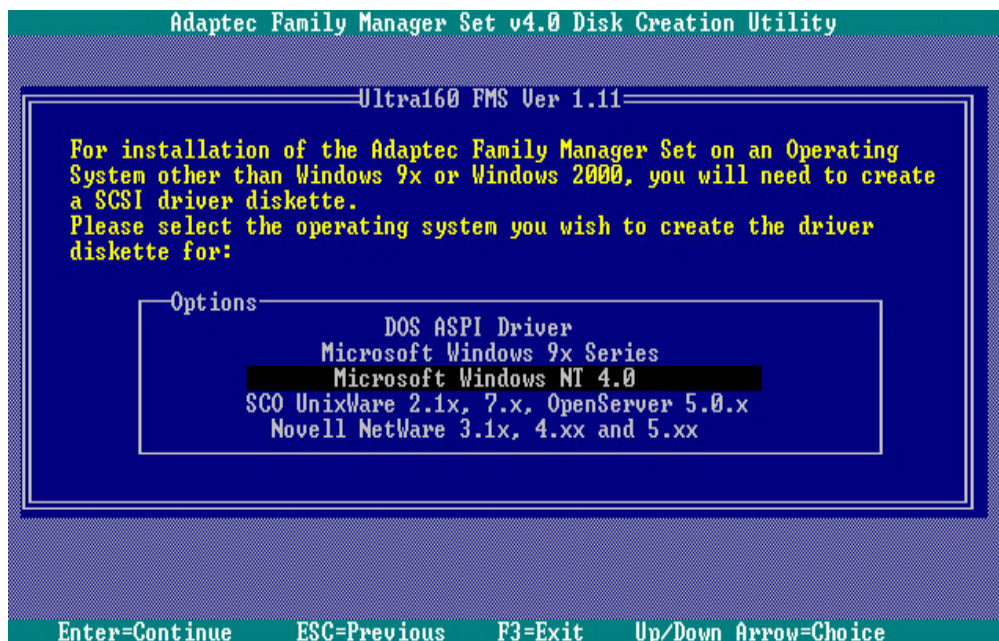 Adaptec Family Manager Set v4.0 Disk Creation Utility
Ultra160 FMS Ver 1.11
For installation of the Adaptec Family Manager Set on an Operating
System other than Windows 9x or Windows 2000, you will need to create
a SCSI driver diskette.
Please select the operating system you wish to create the driver
diskette for:
Options
DOS ASPI Driver
Microsoft Windows 9x Series
Microsoft Windows NT 4.0
SCO UnixWare 2.1x, 7.x, OpenServer 5.0.x
Novell NetWare 3.1x, 4.xx and 5.xx
Enter=Continue ESC=Previous F3=Exit Up/Down Arrow=Choice